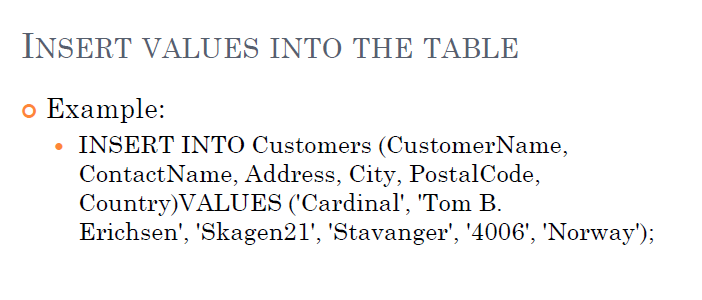 INSERT VALUES INTO THE TABLE
Example:
INSERT INTO Customers (CustomerName,
ContactName, Address, City, PostalCode,
Country)VALUES ('Cardinal', 'Tom B.
Erichsen', 'Skagen21', 'Stavanger', '4006', 'Norway');